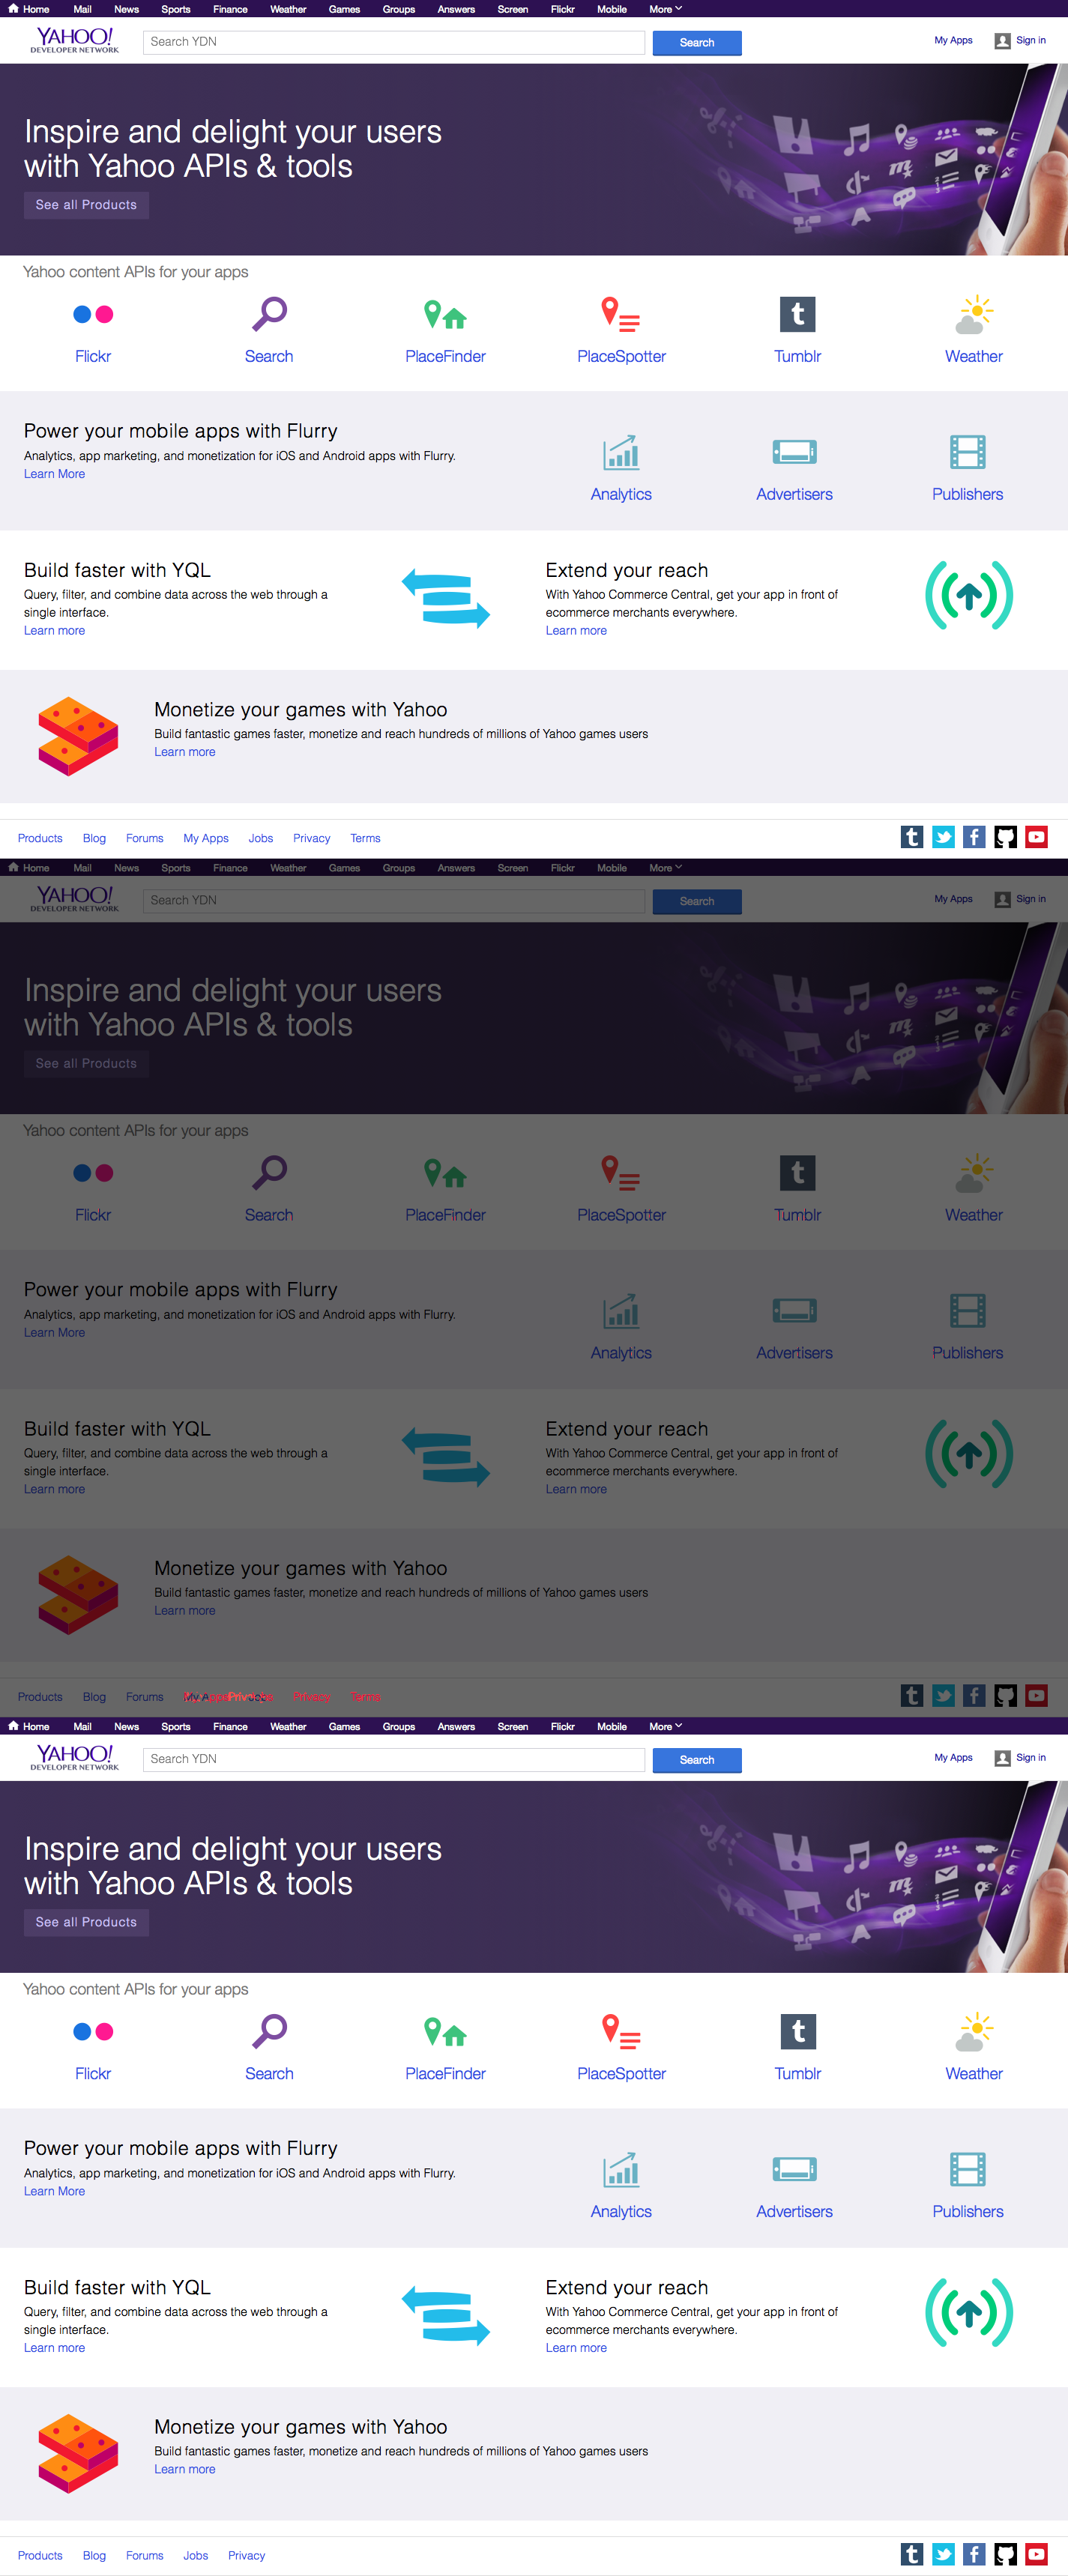 Home Mail News Sports Finance Weather Games Groups Answers Screen Flickr Mobile More
YAHOO!
DEVELOPER NETWORK
Search YDN
Search
My Apps
Sign in
Inspire and delight your users
with Yahoo APIs & tools
See all Products
Yahoo content APIs for your apps
Flickr Search PlaceFinder PlaceSpotter Tumblr Weather
Power your mobile apps with Flurry
Analytics, app marketing, and monetization for iOS and Android apps with Flurry.
Learn More
Analytics Advertisers Publishers
Build faster with YQL
Query, filter, and combine data across the web through a
single interface.
Learn more
Extend your reach
With Yahoo Commerce Central, get your app in front of
ecommerce merchants everywhere.
Learn more
Monetize your games with Yahoo
Build fantastic games faster, monetize and reach hundreds of millions of Yahoo games users
Learn more
Products Blog Forums My Apps Jobs Privacy Terms
Home Mail News Sports Finance Weather Games Groups Answers Screen Flickr Mobile More
YAHOO!
DEVELOPER NETWORK
Search YDN
Search
My Apps
Sign in
Inspire and delight your users
with Yahoo APIs & tools
See all Products
Yahoo content APIs for your apps
Flickr Search PlaceFinder PlaceSpotter Tumblr Weather
Power your mobile apps with Flurry
Analytics, app marketing, and monetization for iOS and Android apps with Flurry.
Learn More
Analytics Advertisers Publishers
Build faster with YQL
Query, filter, and combine data across the web through a
single interface.
Learn more
Extend your reach
With Yahoo Commerce Central, get your app in front of
ecommerce merchants everywhere.
Learn more
Monetize your games with Yahoo
Build fantastic games faster, monetize and reach hundreds of millions of Yahoo games users
Learn more
Products Blog Forums Privacy Terms
Home Mail News Sports Finance Weather Games Groups Answers Screen Flickr Mobile More
YAHOO!
DEVELOPER NETWORK
Search YDN
Search
My Apps
Sign in
Inspire and delight your users
with Yahoo APIs & tools
See all Products
Yahoo content APIs for your apps
Flickr Search PlaceFinder PlaceSpotter Tumblr Weather
Power your mobile apps with Flurry
Analytics, app marketing, and monetization for iOS and Android apps with Flurry.
Learn More
Analytics Advertisers Publishers
Build faster with YQL
Query, filter, and combine data across the web through a
single interface.
Learn more
Extend your reach
With Yahoo Commerce Central, get your app in front of
ecommerce merchants everywhere.
Learn more
Monetize your games with Yahoo
Build fantastic games faster, monetize and reach hundreds of millions of Yahoo games users
Learn more
Products Blog Forums Jobs Privacy